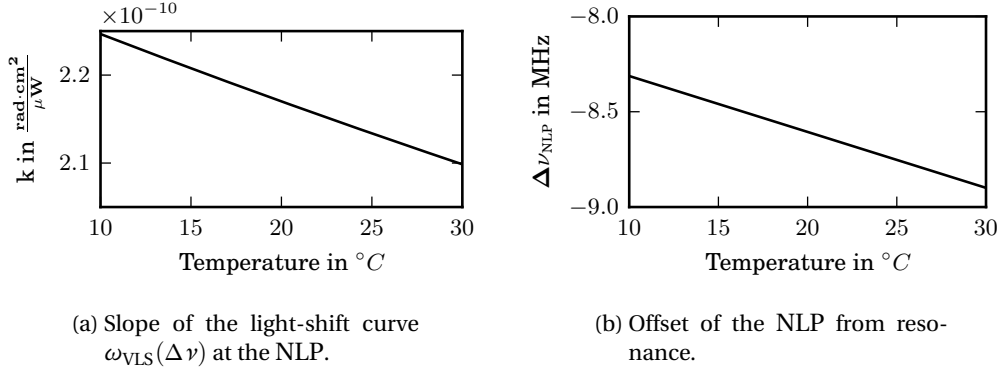 ×10−10
k in rad·cm2/μW
2.2
2.1
10 15 20 25 30
Temperature in °C
(a) Slope of the light-shift curve
ωVLS(Δν) at the NLP.
ΔνNLP in MHz
−8.0
−8.5
−9.0
10 15 20 25 30
Temperature in °C
(b) Offset of the NLP from reso-
nance.